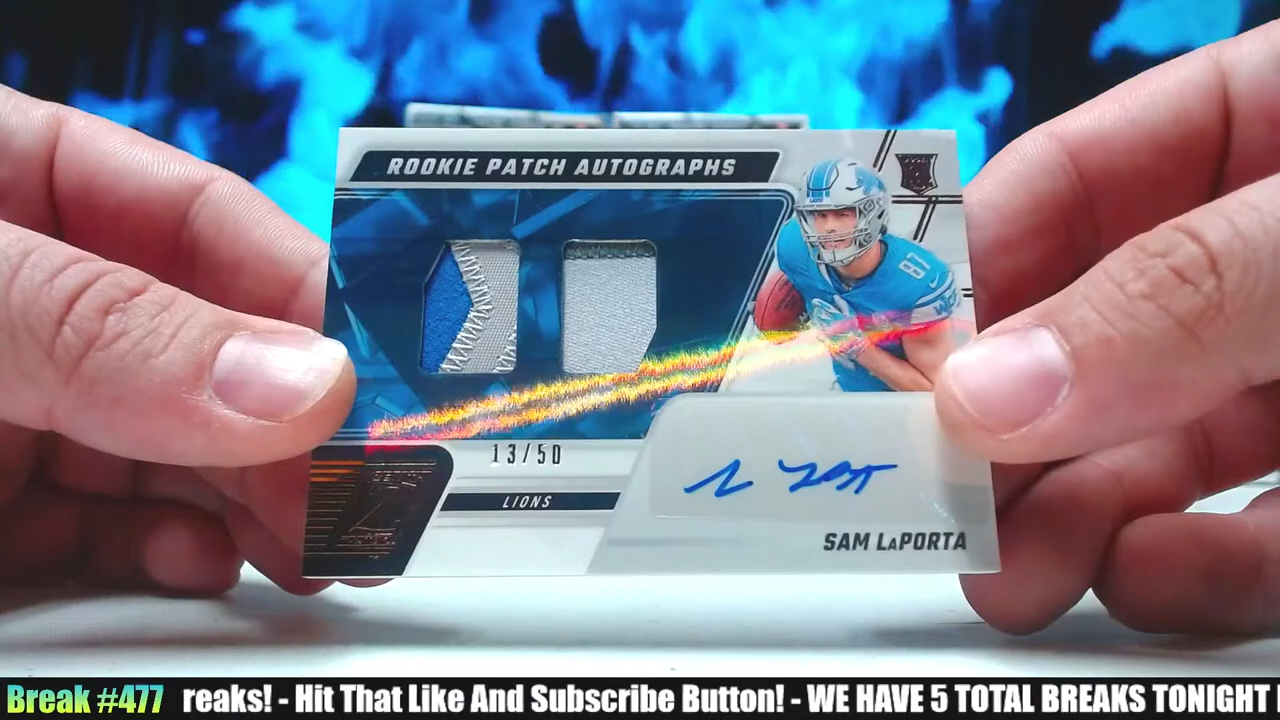 ROOKIE PATCH AUTOGRAPHS
87
13/50
LIONS
SAM LaPORTA
Break #477 reaks! - Hit That Like And Subscribe Button! - WE HAVE 5 TOTAL BREAKS TONIGHT